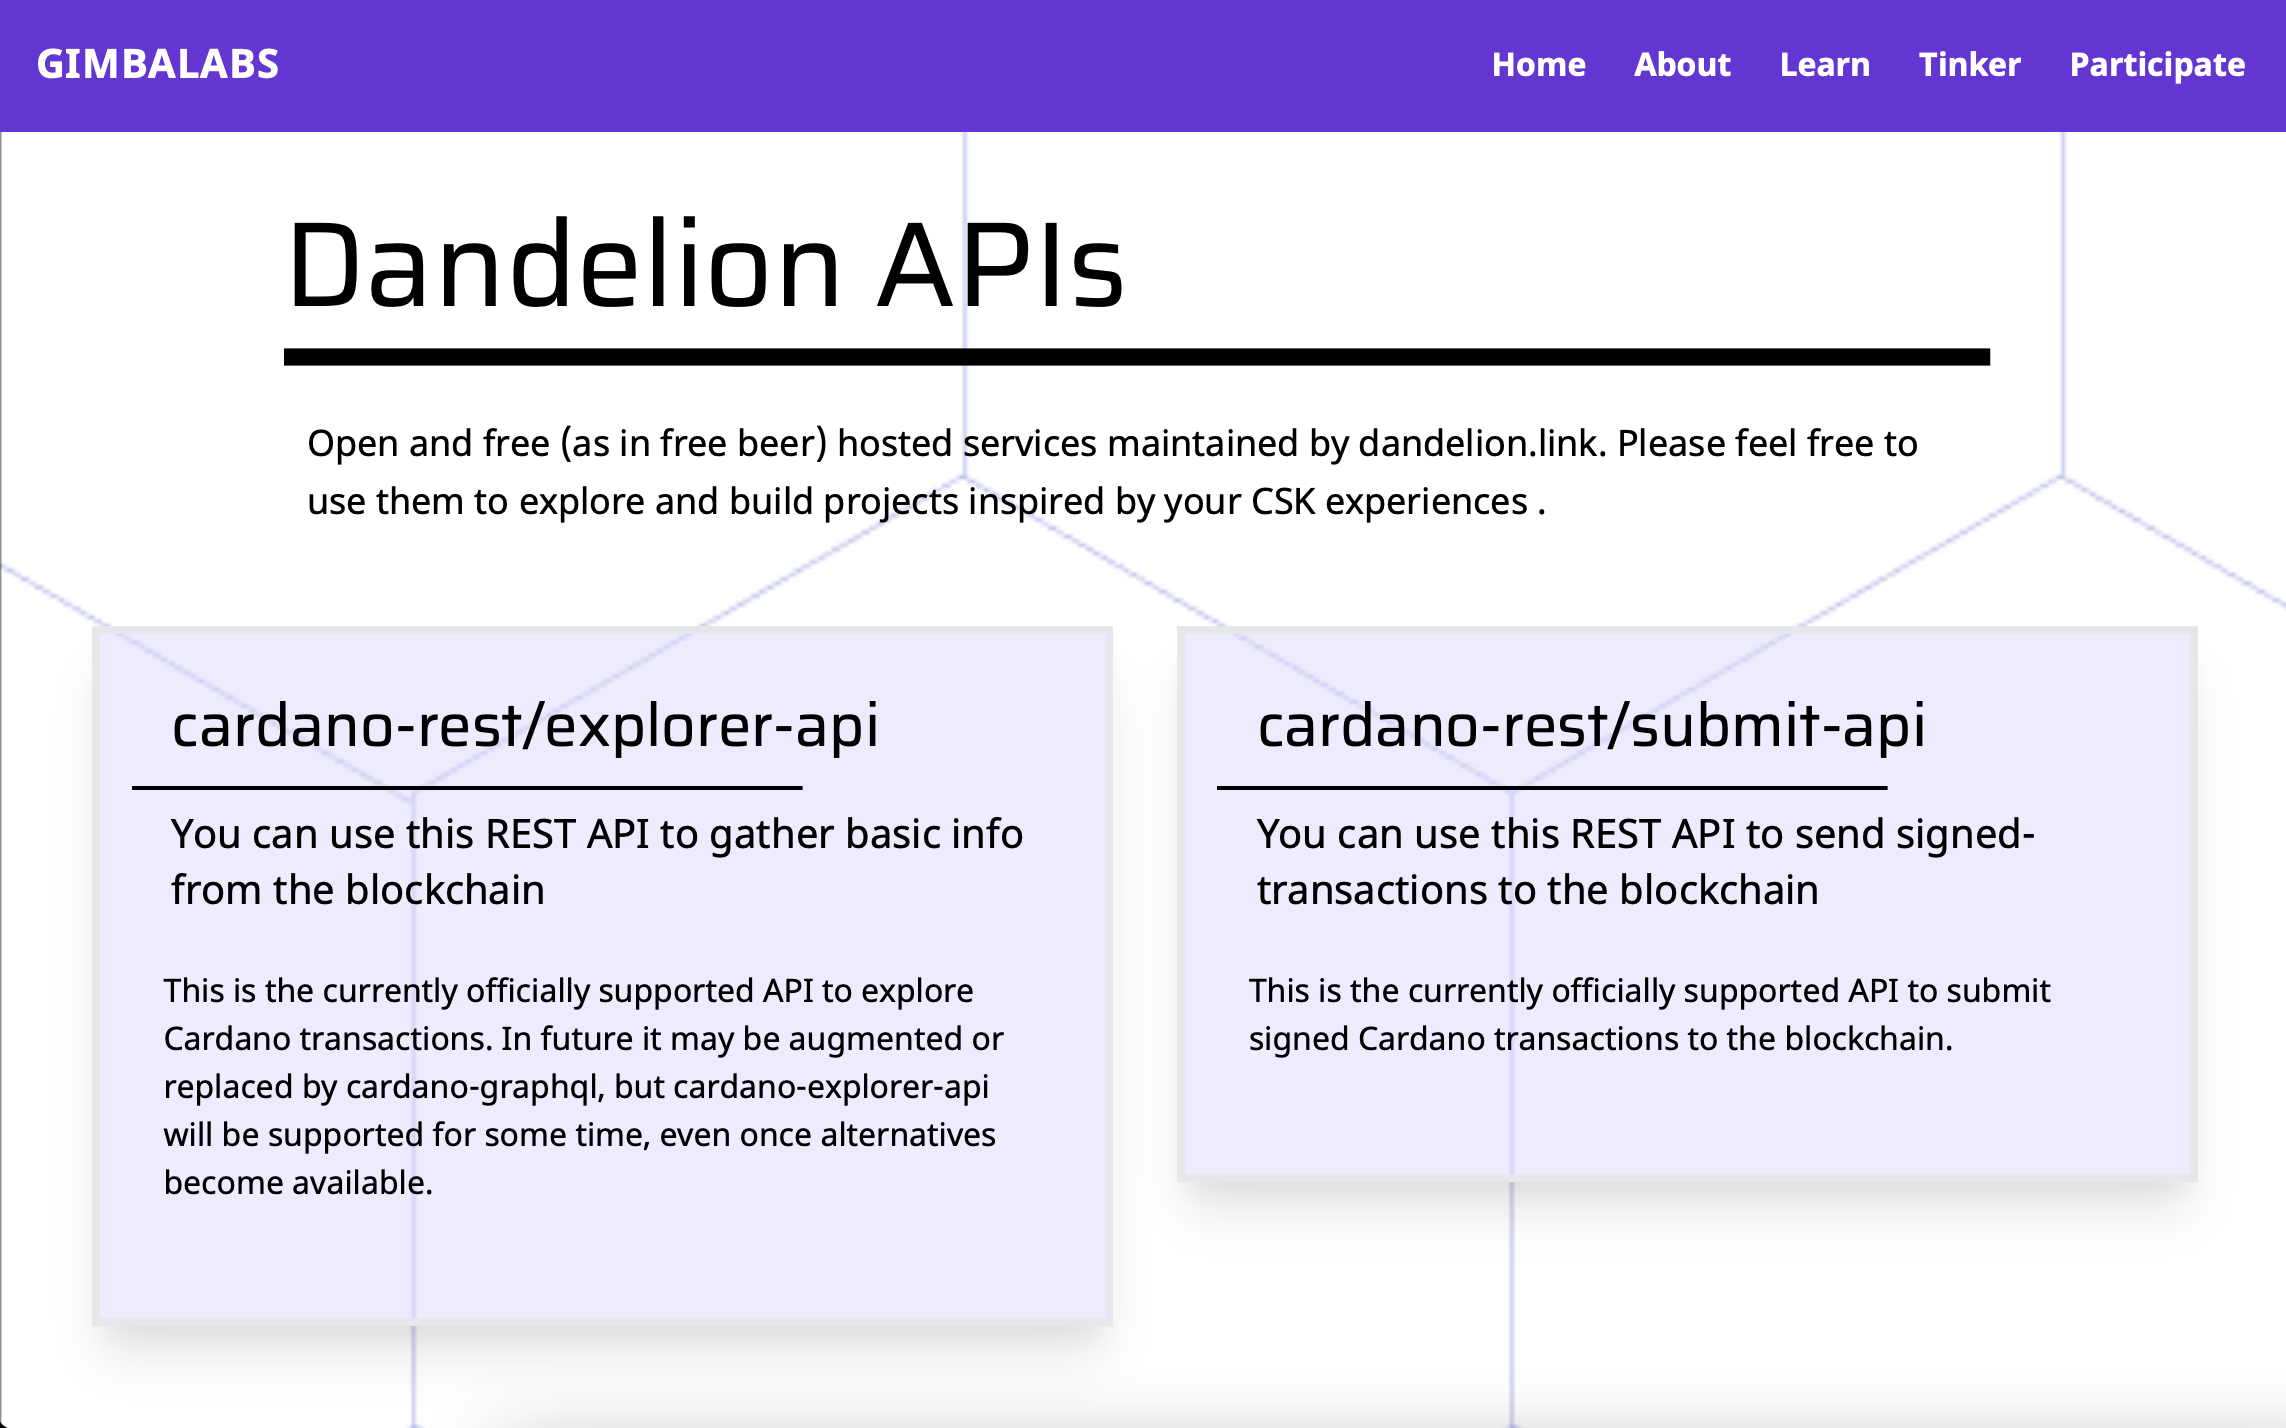 GIMBALABS
Home About Learn Tinker Participate
Dandelion APIs
Open and free (as in free beer) hosted services maintained by dandelion.link. Please feel free to
use them to explore and build projects inspired by your CSK experiences .
cardano-rest/explorer-api
You can use this REST API to gather basic info
from the blockchain
This is the currently officially supported API to explore
Cardano transactions. In future it may be augmented or
replaced by cardano-graphql, but cardano-explorer-api
will be supported for some time, even once alternatives
become available.
cardano-rest/submit-api
You can use this REST API to send signed-
transactions to the blockchain
This is the currently officially supported API to submit
signed Cardano transactions to the blockchain.